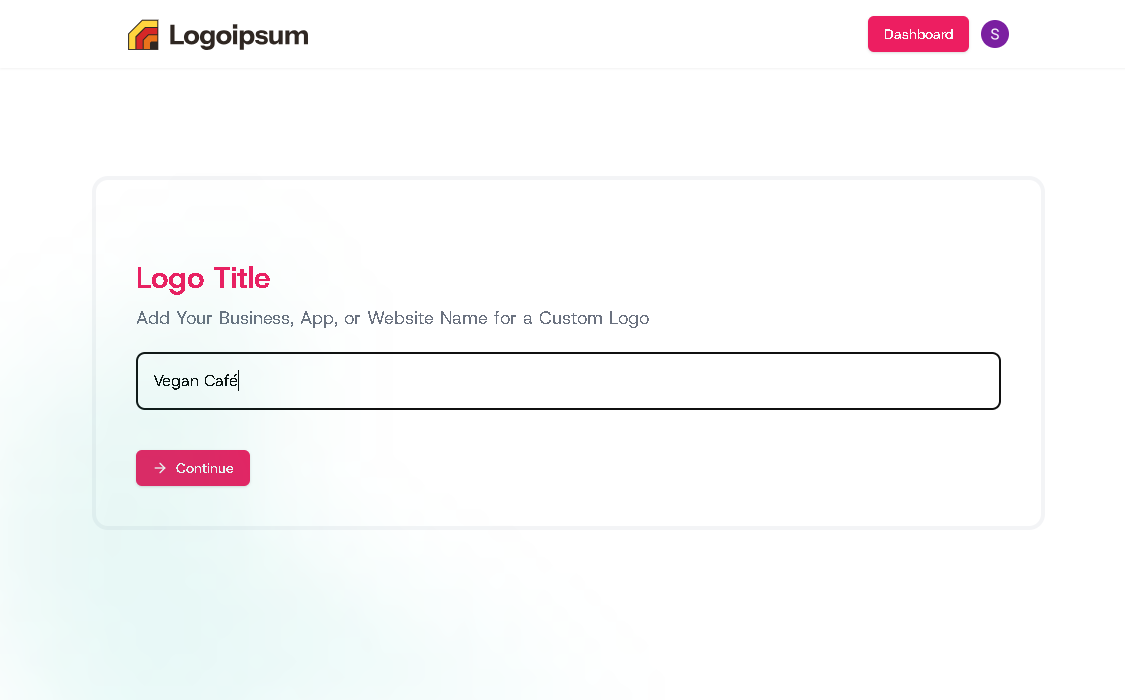 Logoipsum
Dashboard
S
Logo Title
Add Your Business, App, or Website Name for a Custom Logo
Vegan Café
Continue